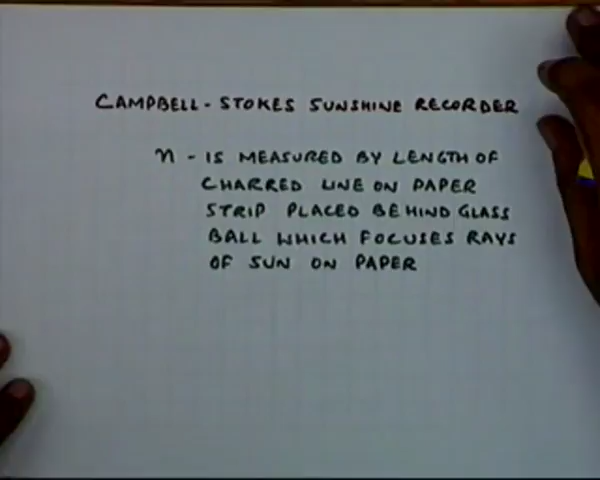 CAMPBELL - STOKES SUNSHINE RECORDER
n - IS MEASURED BY LENGTH OF
CHARRED LINE ON PAPER
STRIP PLACED BEHIND GLASS
BALL WHICH FOCUSES RAYS
OF SUN ON PAPER